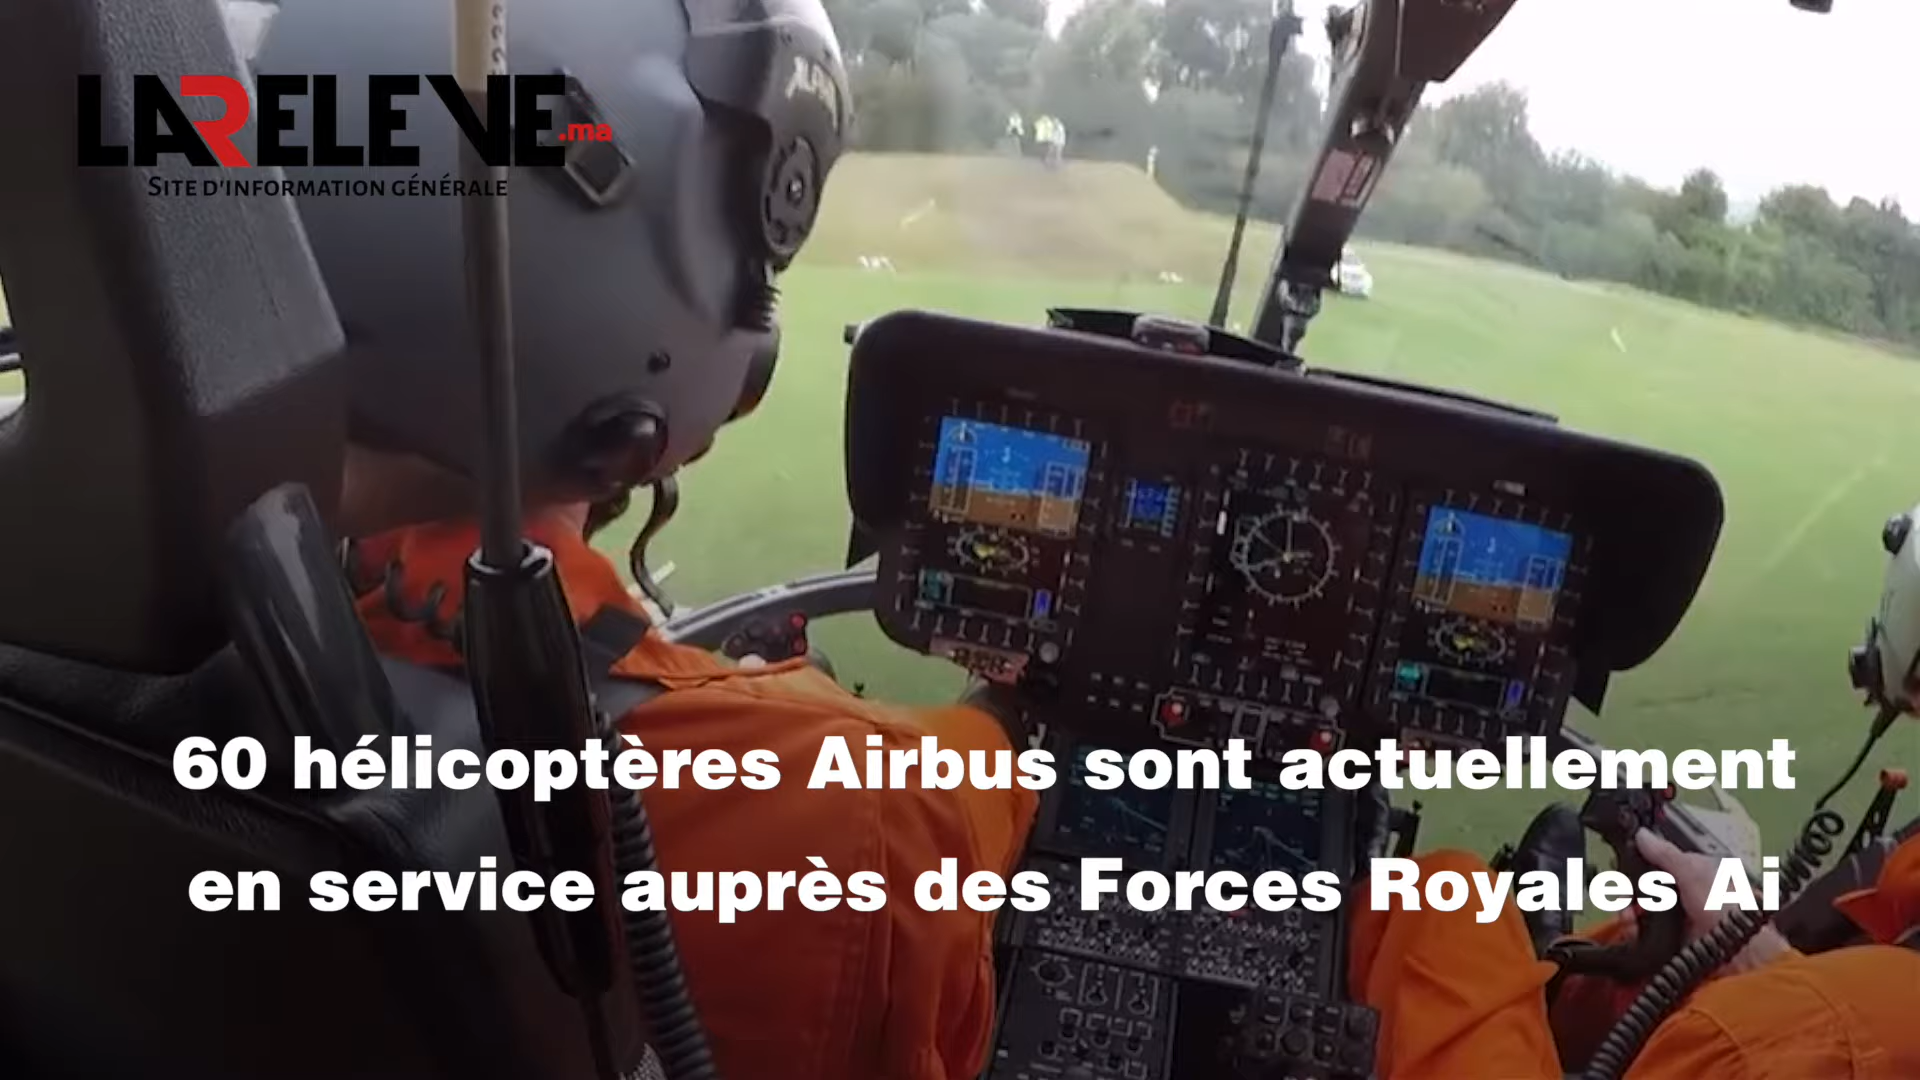 LARELEVE.ma
SITE D'INFORMATION GÉNÉRALE
60 hélicoptères Airbus sont actuellement
en service auprès des Forces Royales Ai